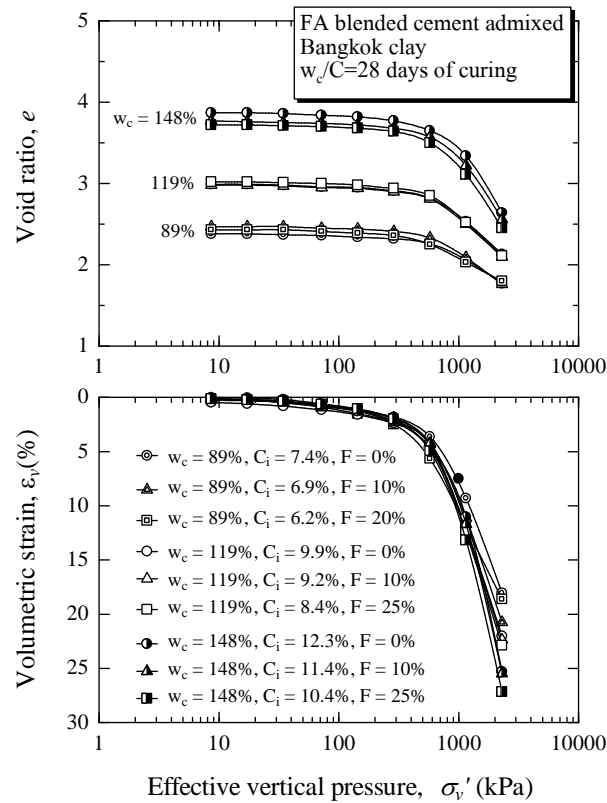 FA blended cement admixed
Bangkok clay
w_c/C=28 days of curing
5
4
3
2
1
Void ratio, e
w_c = 148%
119%
89%
1 10 100 1000 10000
0
5
10
15
20
25
30
Volumetric strain, ε_v(%)
w_c = 89%, C_i = 7.4%, F = 0%
w_c = 89%, C_i = 6.9%, F = 10%
w_c = 89%, C_i = 6.2%, F = 20%
w_c = 119%, C_i = 9.9%, F = 0%
w_c = 119%, C_i = 9.2%, F = 10%
w_c = 119%, C_i = 8.4%, F = 25%
w_c = 148%, C_i = 12.3%, F = 0%
w_c = 148%, C_i = 11.4%, F = 10%
w_c = 148%, C_i = 10.4%, F = 25%
1 10 100 1000 10000
Effective vertical pressure, σ_v' (kPa)